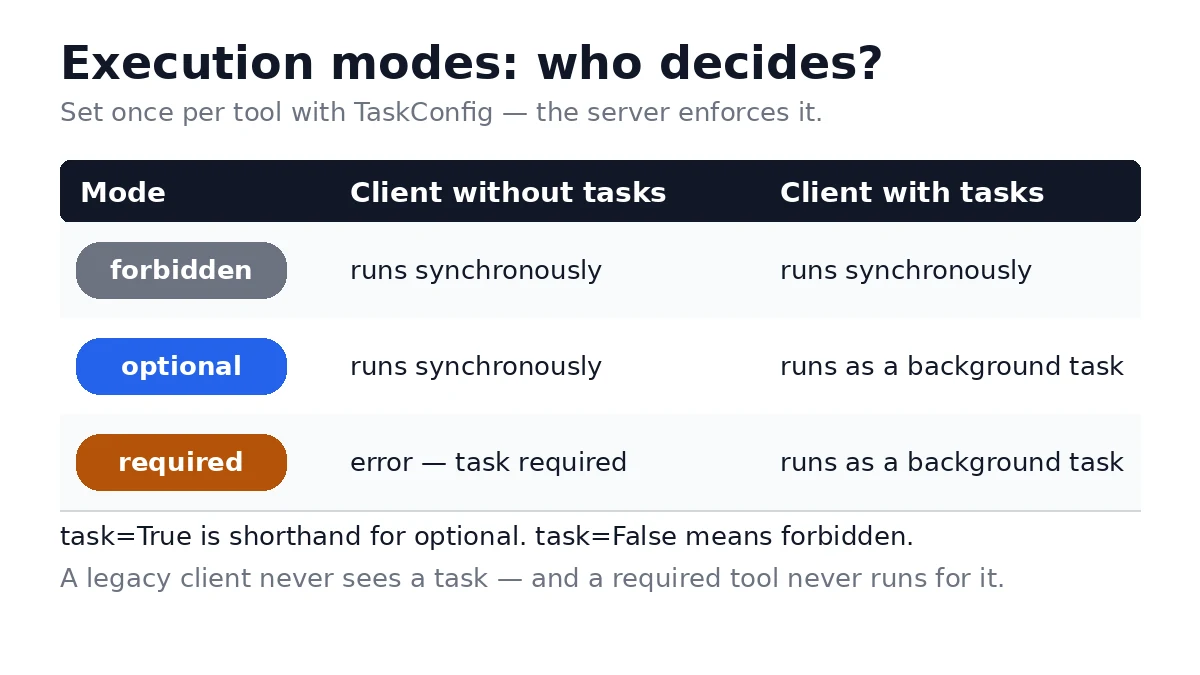 Execution modes: who decides?
Set once per tool with TaskConfig — the server enforces it.
Mode Client without tasks Client with tasks
forbidden runs synchronously runs synchronously
optional runs synchronously runs as a background task
required error — task required runs as a background task
task=True is shorthand for optional. task=False means forbidden.
A legacy client never sees a task — and a required tool never runs for it.